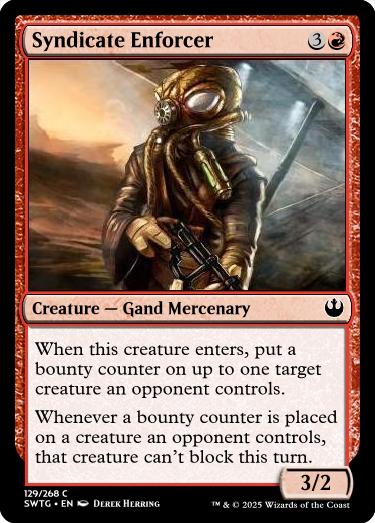 Syndicate Enforcer 3
Creature — Gand Mercenary
When this creature enters, put a
bounty counter on up to one target
creature an opponent controls.
Whenever a bounty counter is placed
on a creature an opponent controls,
that creature can't block this turn.
3/2
129/268 C
SWTG • EN Derek Herring ™ & © 2025 Wizards of the Coast